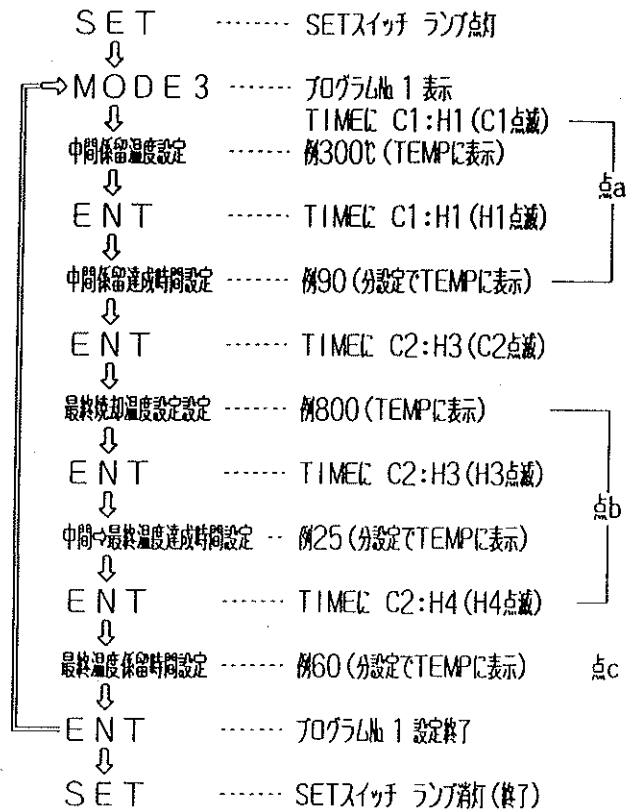 SET ……… SETスイッチ ランプ点灯
⇩
⇨MODE3 ……… プログラム№1 表示
⇩ TIMEに C1:H1(C1点滅)
中間係留温度設定 ……… 例300℃(TEMPに表示)
点a
⇩
ENT ……… TIMEに C1:H1(H1点滅)
⇩
中間係留達成時間設定 ……… 例90(分設定でTEMPに表示)
⇩
ENT ……… TIMEに C2:H3(C2点滅)
⇩
最終焼却温度設定設定 ……… 例800(TEMPに表示)
⇩
ENT ……… TIMEに C2:H3(H3点滅)
点b
⇩
中間⇨最終温度達成時間設定 ‥ 例25(分設定でTEMPに表示)
⇩
ENT ……… TIMEに C2:H4(H4点滅)
⇩
最終温度保留時間設定 ……… 例60(分設定でTEMPに表示) 点c
⇩
ENT ……… プログラム№1 設定終了
⇩
SET ……… SETスイッチ ランプ消灯(終了)